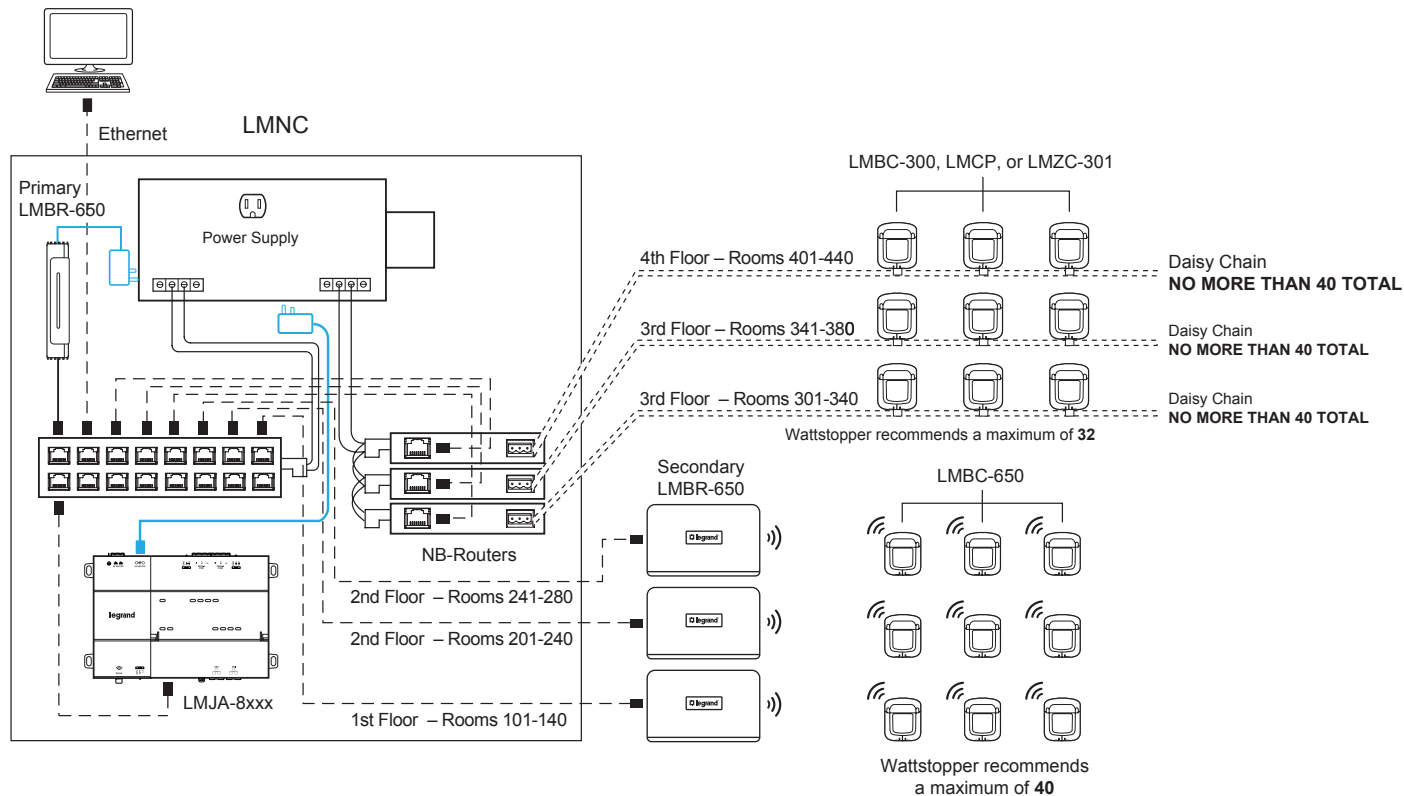 Ethernet
LMNC
Primary
LMBR-650
Power Supply
LMBC-300, LMCP, or LMZC-301
4th Floor – Rooms 401-440
Daisy Chain
NO MORE THAN 40 TOTAL
3rd Floor – Rooms 341-380
Daisy Chain
NO MORE THAN 40 TOTAL
3rd Floor – Rooms 301-340
Daisy Chain
NO MORE THAN 40 TOTAL
Wattstopper recommends a maximum of 32
Secondary
LMBR-650
LMBC-650
NB-Routers
legrand
2nd Floor – Rooms 241-280
legrand
legrand
2nd Floor – Rooms 201-240
legrand
LMJA-8xxx
1st Floor – Rooms 101-140
Wattstopper recommends
a maximum of 40